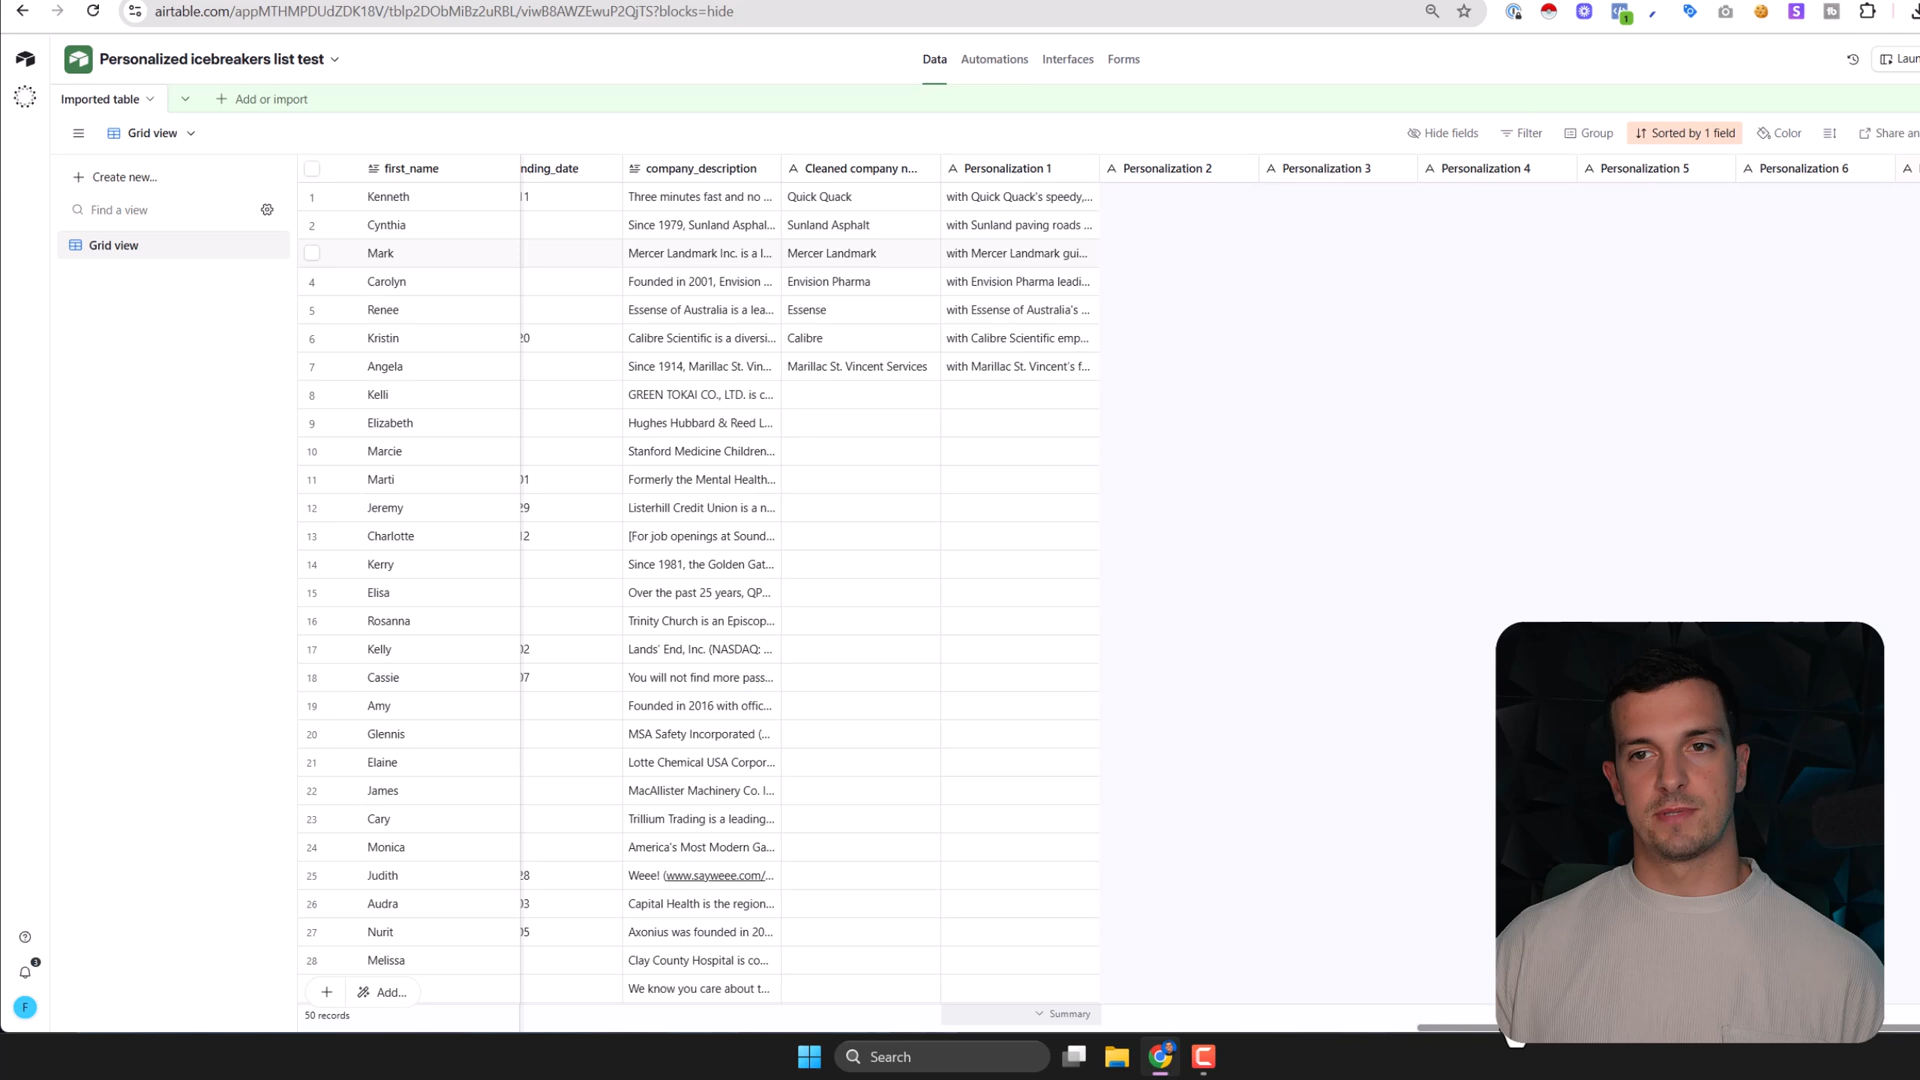 airtable.com/appMTHMPDUdZDK18V/tblp2DObMiBz2uRBL/viwB8AWZEwuP2QjTS?blocks=hide
1
Personalized icebreakers list test
Data Automations Interfaces Forms
Laun
Imported table + Add or import
Grid view Hide fields Filter Group Sorted by 1 field Color Share an
+ Create new...
Find a view
Grid view
first_name nding_date company_description Cleaned company n... Personalization 1 Personalization 2 Personalization 3 Personalization 4 Personalization 5 Personalization 6
1 Kenneth 11 Three minutes fast and no ... Quick Quack with Quick Quack's speedy,...
2 Cynthia Since 1979, Sunland Asphal... Sunland Asphalt with Sunland paving roads ...
Mark Mercer Landmark Inc. is a l... Mercer Landmark with Mercer Landmark gui...
4 Carolyn Founded in 2001, Envision ... Envision Pharma with Envision Pharma leadi...
5 Renee Essense of Australia is a lea... Essense with Essense of Australia's ...
6 Kristin 20 Calibre Scientific is a diversi... Calibre with Calibre Scientific emp...
7 Angela Since 1914, Marillac St. Vin... Marillac St. Vincent Services with Marillac St. Vincent's f...
8 Kelli GREEN TOKAI CO., LTD. is c...
9 Elizabeth Hughes Hubbard & Reed L...
10 Marcie Stanford Medicine Children...
11 Marti 01 Formerly the Mental Health...
12 Jeremy 29 Listerhill Credit Union is a n...
13 Charlotte 12 [For job openings at Sound...
14 Kerry Since 1981, the Golden Gat...
15 Elisa Over the past 25 years, QP...
16 Rosanna Trinity Church is an Episcop...
17 Kelly 02 Lands' End, Inc. (NASDAQ: ...
18 Cassie 07 You will not find more pass...
19 Amy Founded in 2016 with offic...
20 Glennis MSA Safety Incorporated (...
21 Elaine Lotte Chemical USA Corpor...
22 James MacAllister Machinery Co. I...
23 Cary Trillium Trading is a leading...
24 Monica America's Most Modern Ga...
25 Judith 28 Weee! (www.sayweee.com/...
26 Audra 03 Capital Health is the region...
27 Nurit 05 Axonius was founded in 20...
28 Melissa Clay County Hospital is co...
We know you care about t...
+ Add...
50 records
Summary
3
F
Search